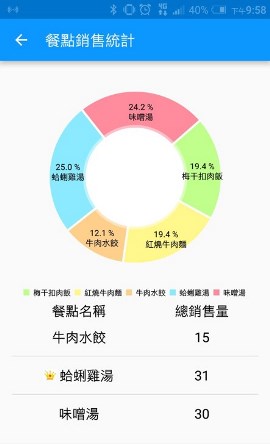 4G 40% 下午9:58
餐點銷售統計
24.2 %
味噌湯
19.4 %
梅干扣肉飯
25.0 %
蛤蜊雞湯
12.1 %
牛肉水餃
19.4 %
紅燒牛肉麵
梅干扣肉飯 紅燒牛肉麵 牛肉水餃 蛤蜊雞湯 味噌湯
餐點名稱 總銷售量
牛肉水餃 15
蛤蜊雞湯 31
味噌湯 30